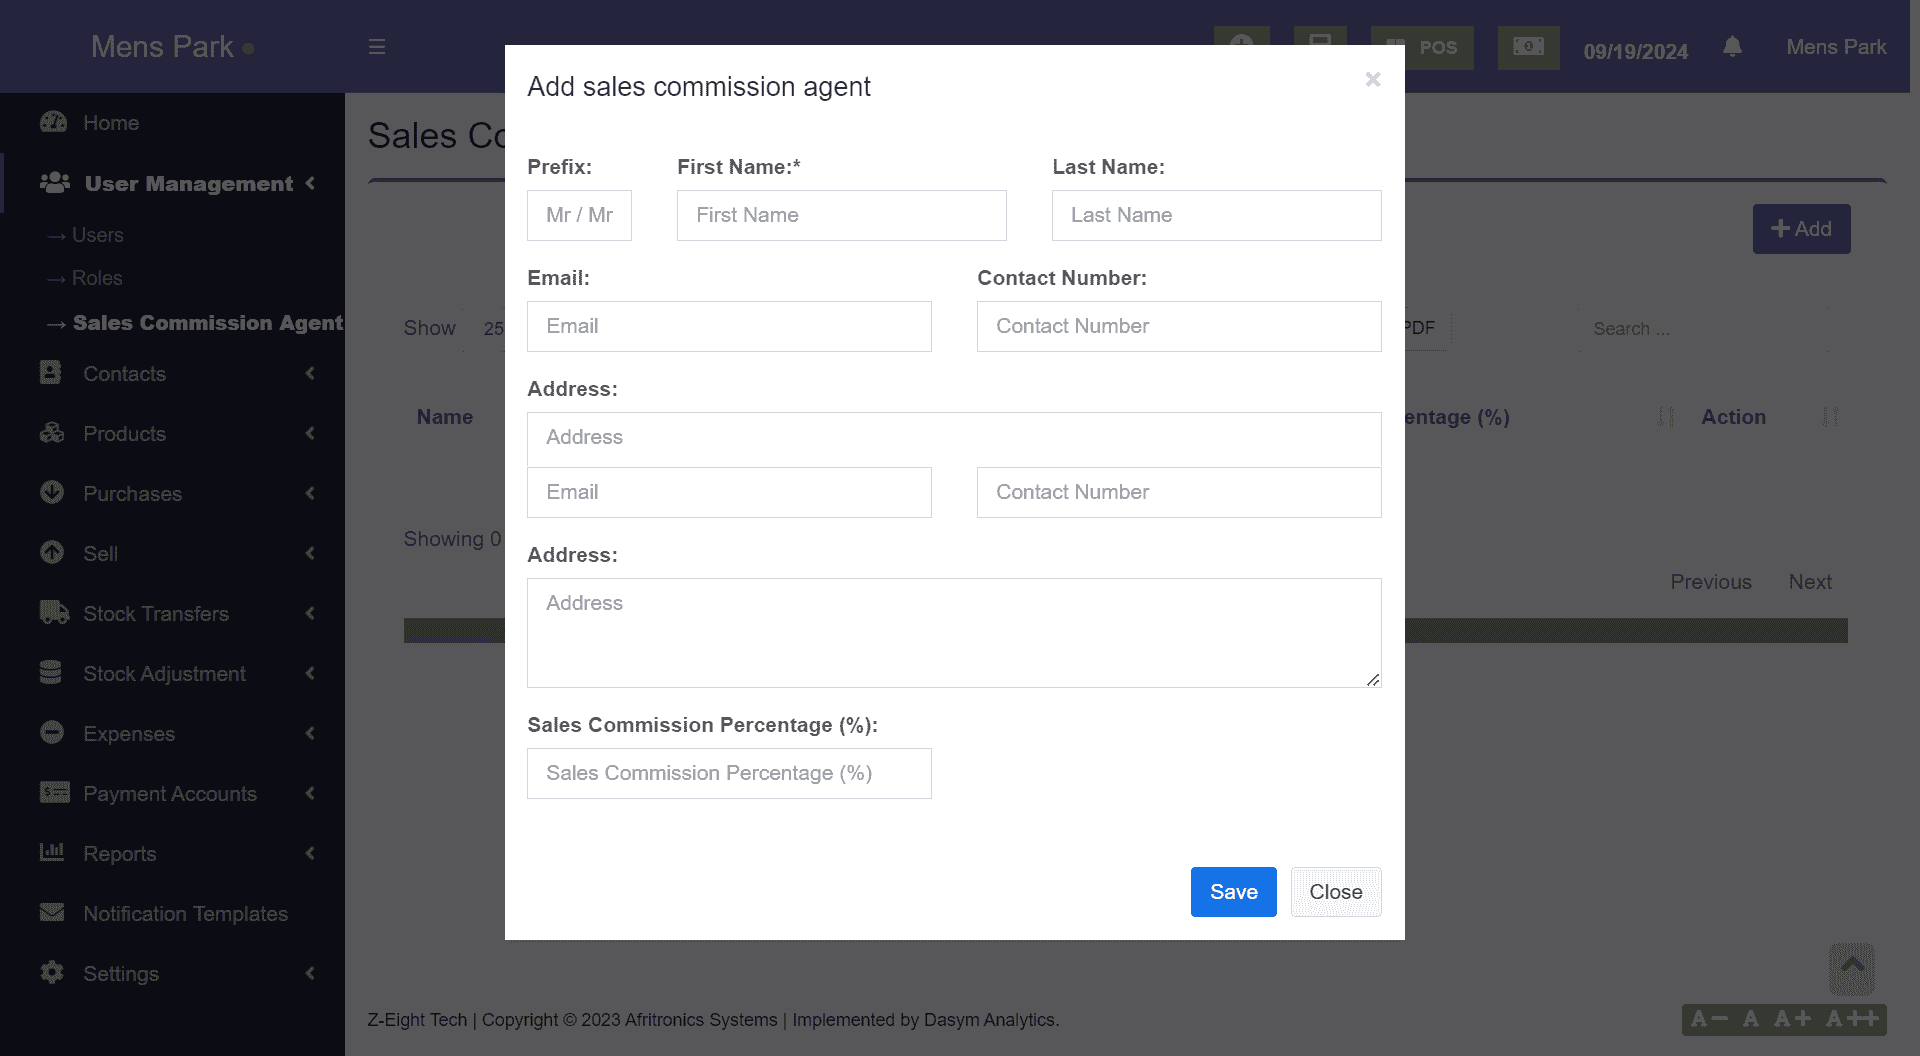 Mens Park
POS
09/19/2024
Mens Park
Home
User Management
→ Users
→ Roles
→ Sales Commission Agent
Contacts
Products
Purchases
Sell
Stock Transfers
Stock Adjustment
Expenses
Payment Accounts
Reports
Notification Templates
Settings
Sales Co
Add
Show 25
PDF
Search ...
Name
entage (%)
Action
Showing 0
Previous
Next
Add sales commission agent
×
Prefix:
First Name:*
Last Name:
Mr / Mr
First Name
Last Name
Email:
Contact Number:
Email
Contact Number
Address:
Address
Email
Contact Number
Address:
Address
Sales Commission Percentage (%):
Sales Commission Percentage (%)
Save
Close
Z-Eight Tech | Copyright © 2023 Afritronics Systems | Implemented by Dasym Analytics.
A− A A+ A++